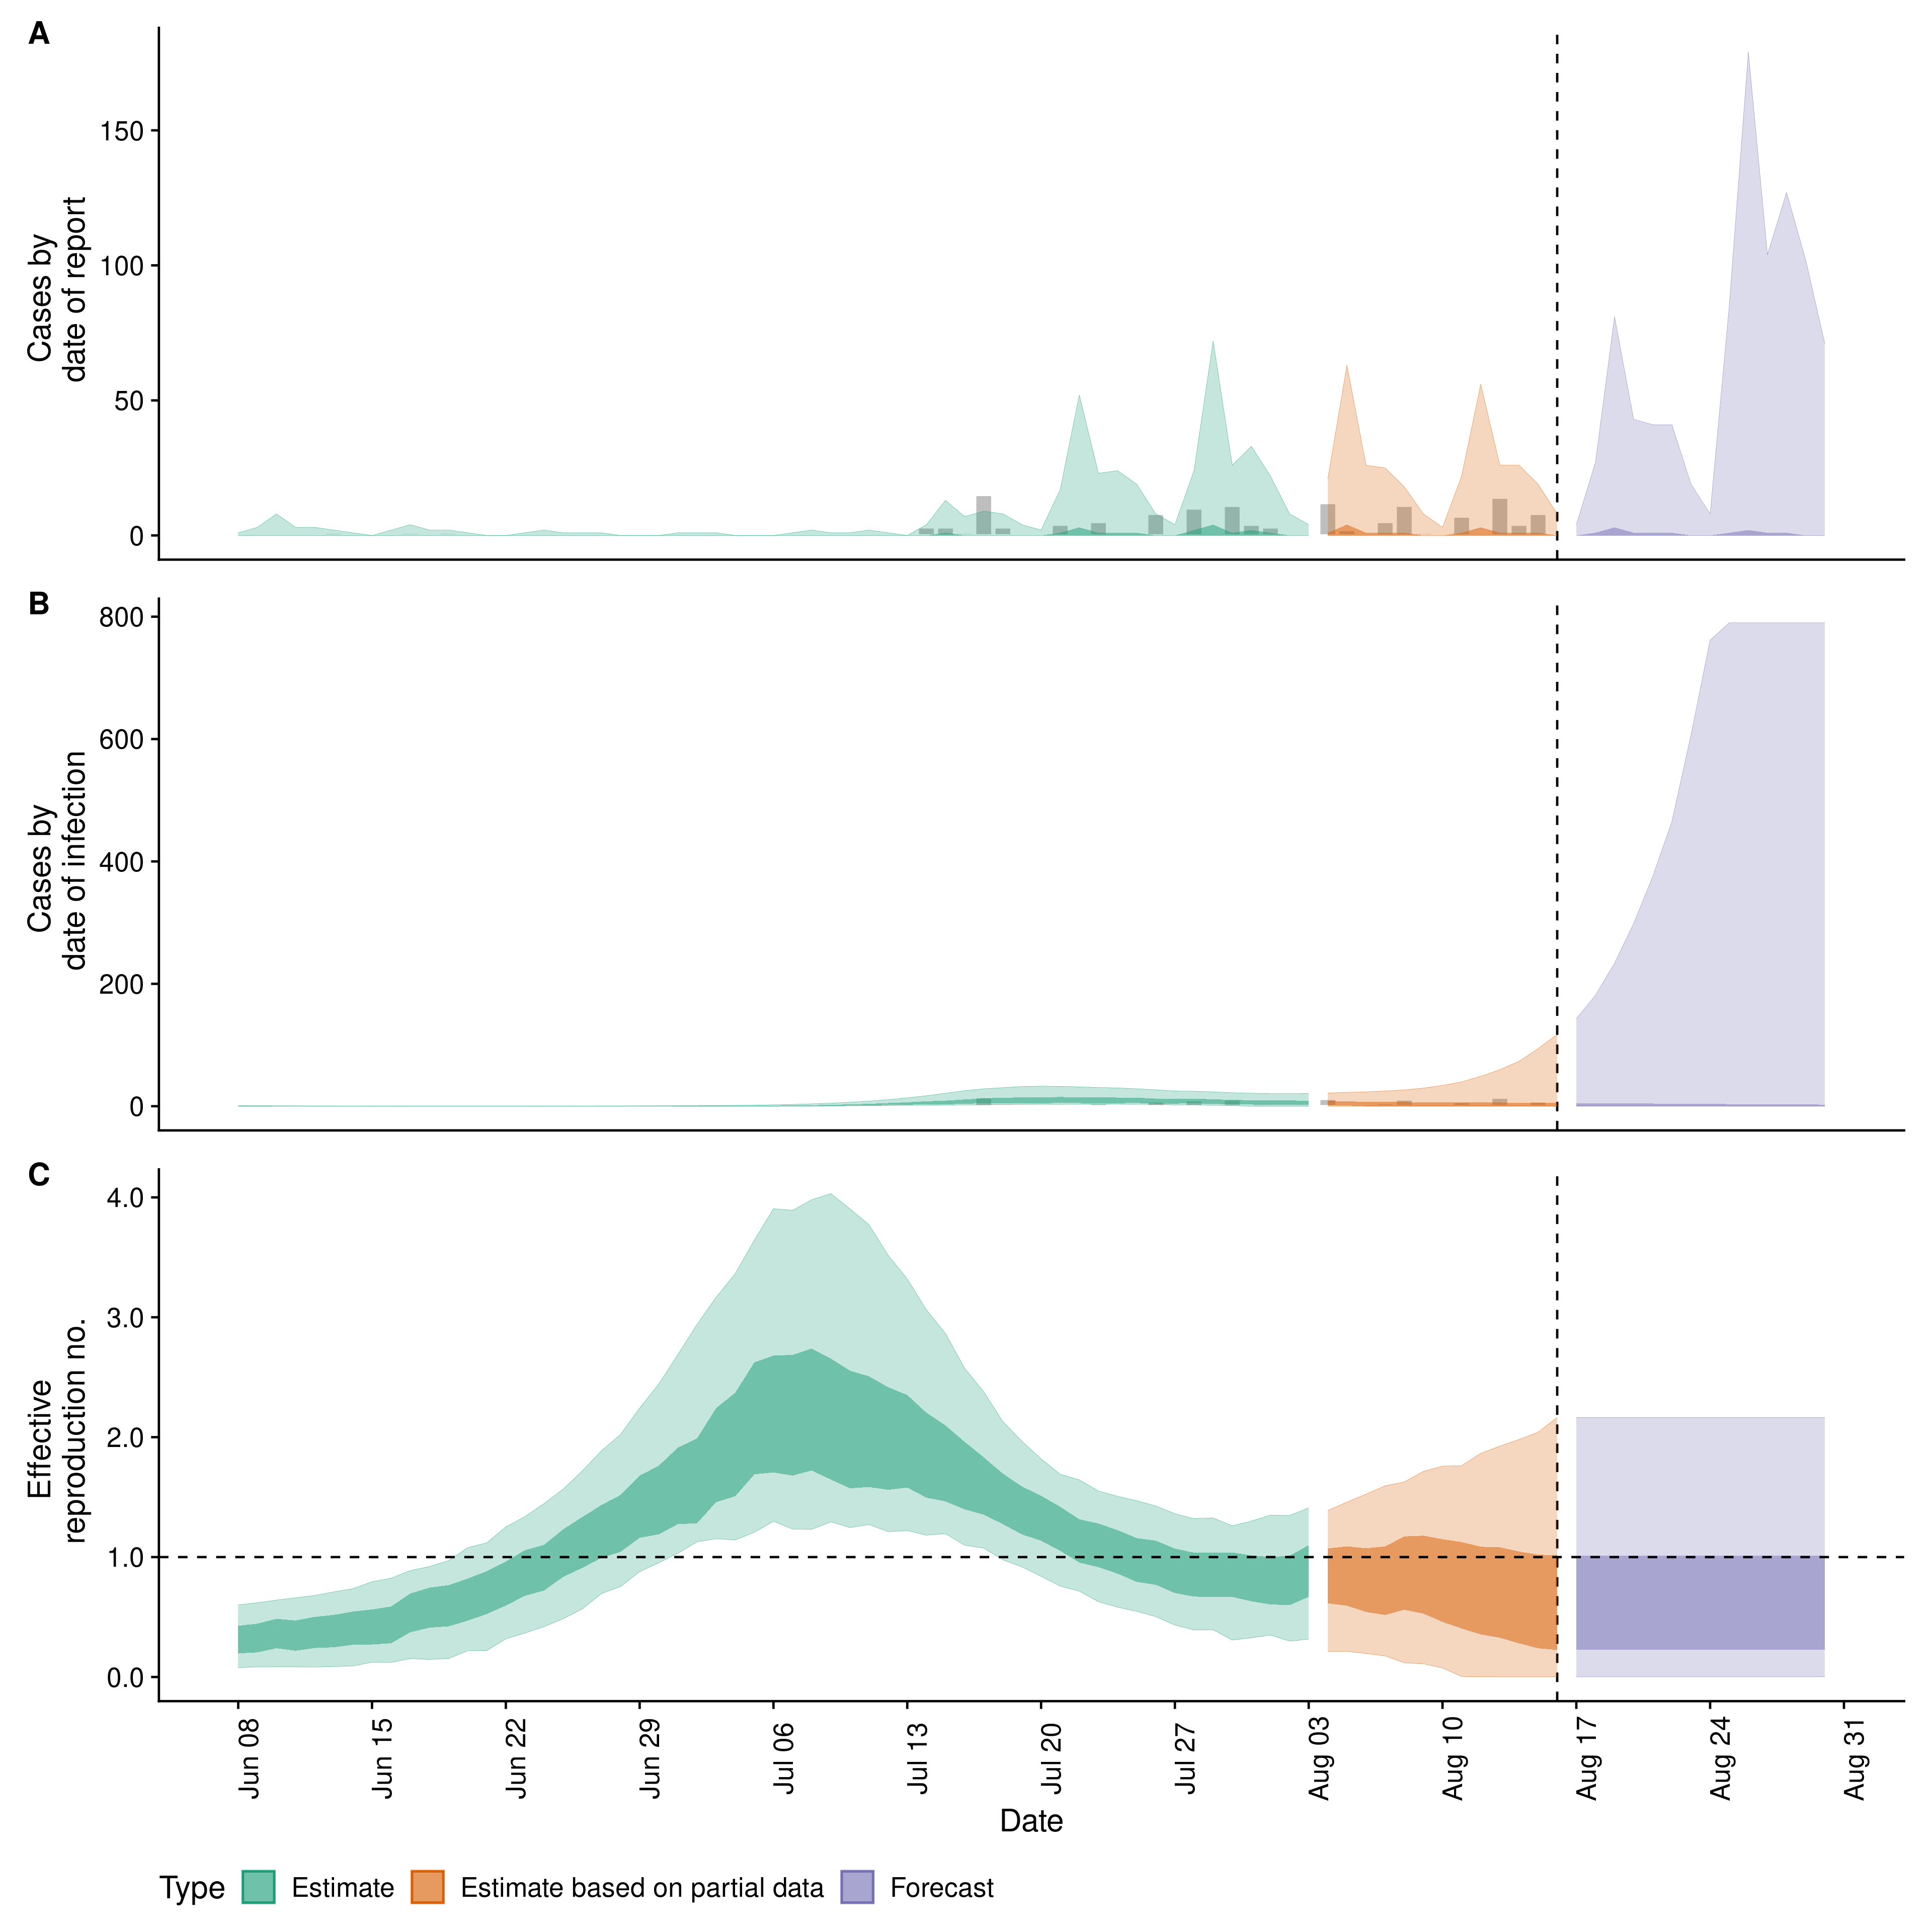 A
Cases by
date of report
150
100
50
0
B
Cases by
date of infection
800
600
400
200
0
C
Effective
reproduction no.
4.0
3.0
2.0
1.0
0.0
Jun 08
Jun 15
Jun 22
Jun 29
Jul 06
Jul 13
Jul 20
Jul 27
Aug 03
Aug 10
Aug 17
Aug 24
Aug 31
Date
Type Estimate Estimate based on partial data Forecast